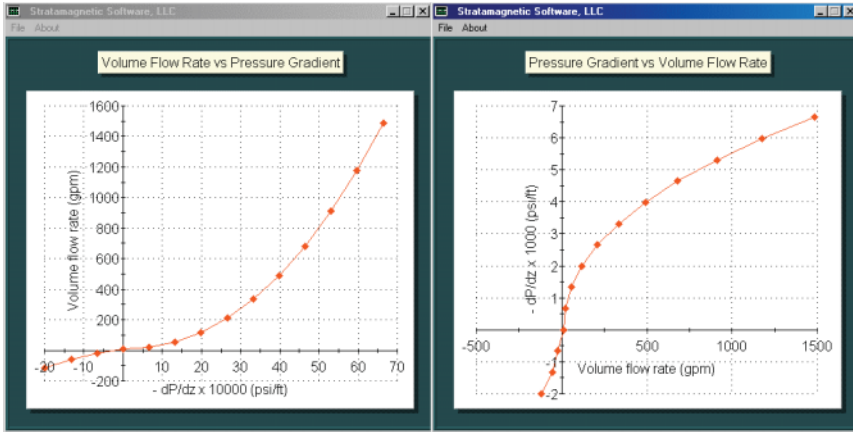 Stratamagnetic Software, LLC
File About
Volume Flow Rate vs Pressure Gradient
1600
1400
1200
1000
800
600
400
200
-200
-20 -10 0 10 20 30 40 50 60 70
Volume flow rate (gpm)
- dP/dz x 10000 (psi/ft)
Stratamagnetic Software, LLC
File About
Pressure Gradient vs Volume Flow Rate
7
6
5
4
3
2
1
-1
-2
-500 0 500 1000 1500
- dP/dz x 1000 (psi/ft)
Volume flow rate (gpm)